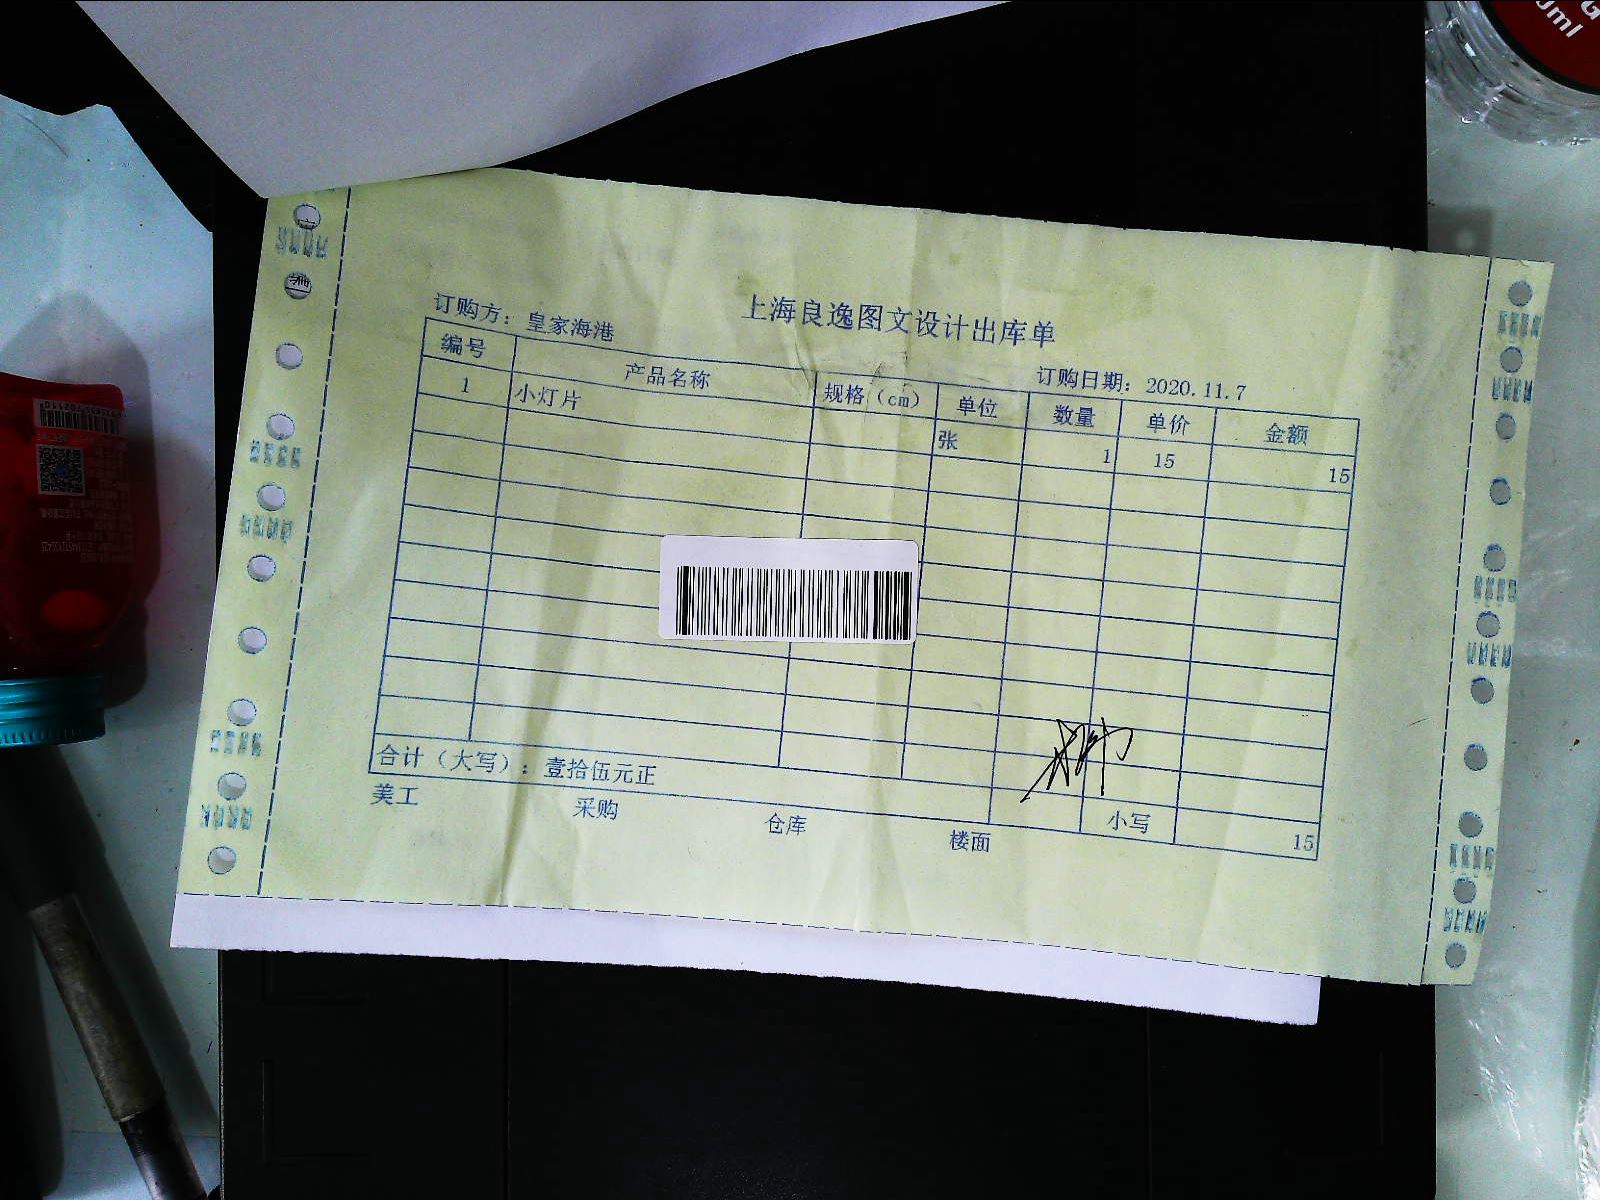 上海良逸图文设计出库单
订购方：皇家海港 订购日期：2020.11.7
编号 产品名称 规格（cm） 单位 数量 单价 金额
1 小灯片 张 1 15 15
合计（大写）：壹拾伍元正 小写 15
美工 采购 仓库 楼面